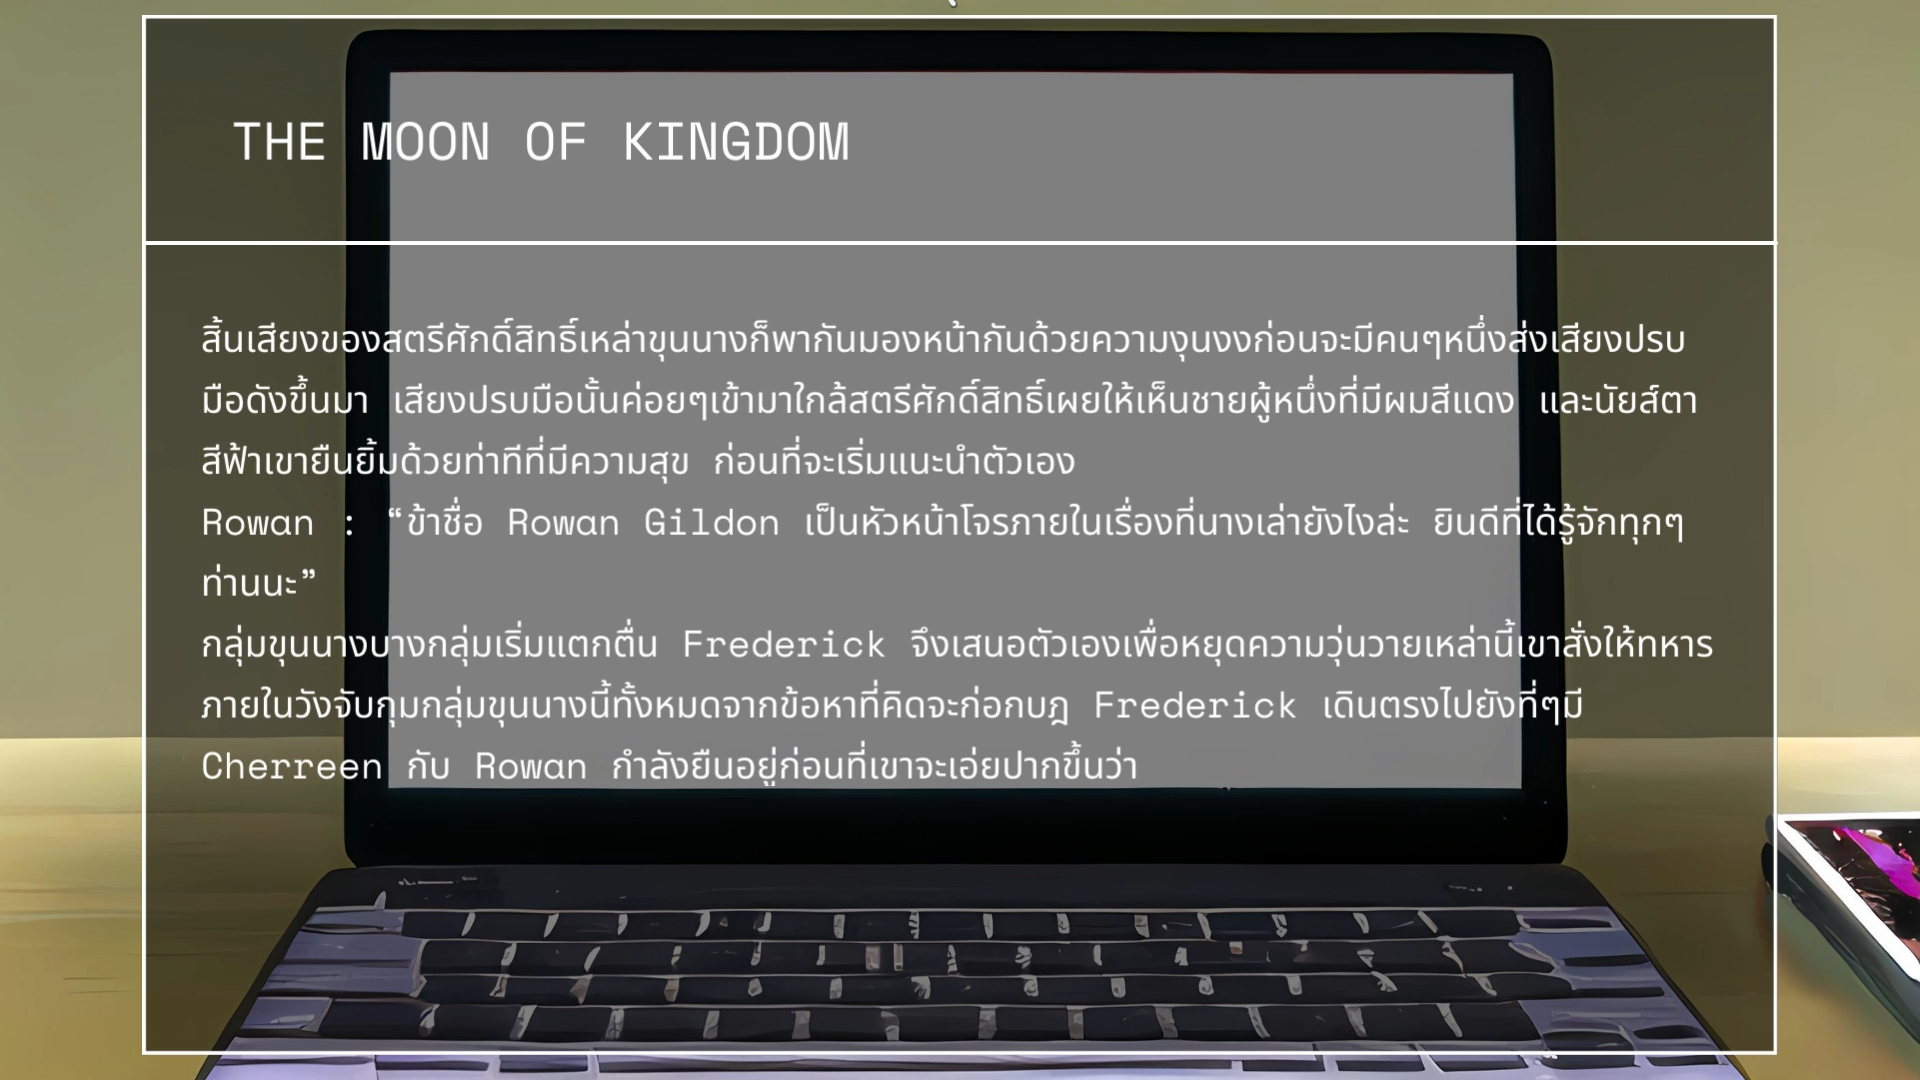 THE MOON OF KINGDOM
สิ้นเสียงของสตรีศักดิ์สิทธิ์เหล่าขุนนางก็พากันมองหน้ากันด้วยความงุนงงก่อนจะมีคนๆหนึ่งส่งเสียงปรบ
มือดังขึ้นมา เสียงปรบมือนั้นค่อยๆเข้ามาใกล้สตรีศักดิ์สิทธิ์เผยให้เห็นชายผู้หนึ่งที่มีผมสีแดง และนัยส์ตา
สีฟ้าเขายืนยิ้มด้วยท่าทีที่มีความสุข ก่อนที่จะเริ่มแนะนำตัวเอง
Rowan : “ข้าชื่อ Rowan Gildon เป็นหัวหน้าโจรภายในเรื่องที่นางเล่ายังไงล่ะ ยินดีที่ได้รู้จักทุกๆ
ท่านนะ”
กลุ่มขุนนางบางกลุ่มเริ่มแตกตื่น Frederick จึงเสนอตัวเองเพื่อหยุดความวุ่นวายเหล่านี้เขาสั่งให้ทหาร
ภายในวังจับกุมกลุ่มขุนนางนี้ทั้งหมดจากข้อหาที่คิดจะก่อกบฎ Frederick เดินตรงไปยังที่ๆมี
Cherreen กับ Rowan กำลังยืนอยู่ก่อนที่เขาจะเอ่ยปากขึ้นว่า